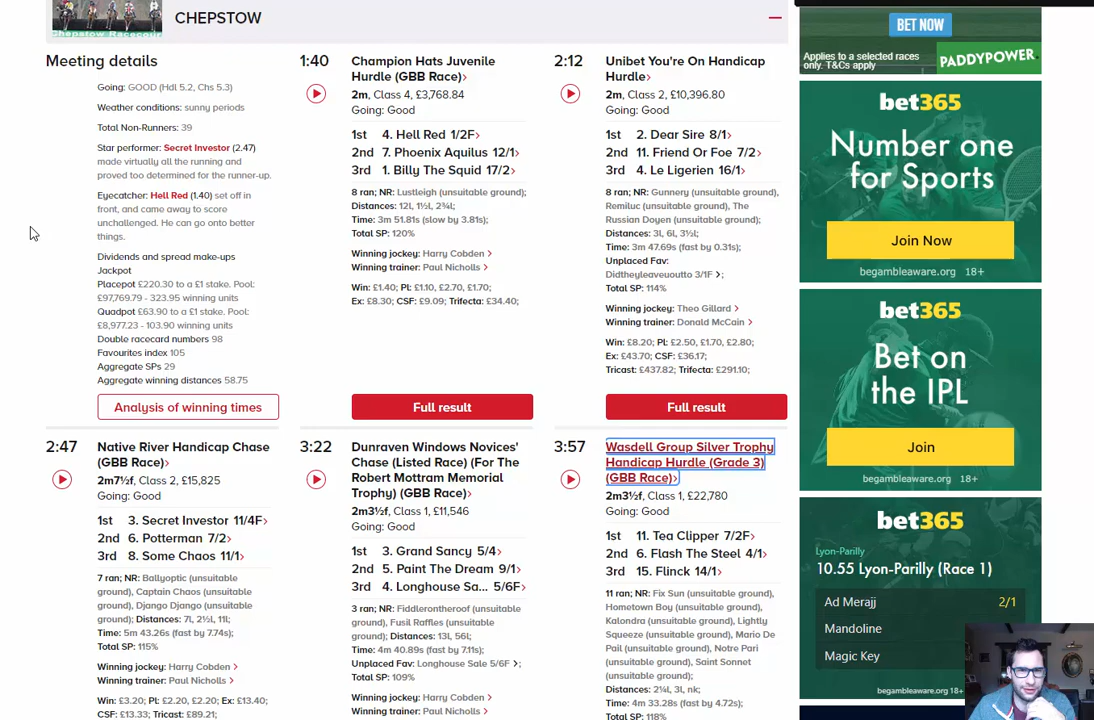 CHEPSTOW
Chepstow Racecourse
Meeting details
Going: GOOD (Hdl 5.2, Chs 5.3)
Weather conditions: sunny periods
Total Non-Runners: 39
Star performer: Secret Investor (2.47)
made virtually all the running and
proved too determined for the runner-up.
Eyecatcher: Hell Red (1.40) set off in
front, and came away to score
unchallenged. He can go onto better
things.
Dividends and spread make-ups
Jackpot
Placepot £220.30 to a £1 stake. Pool:
£97,769.79 - 323.95 winning units
Quadpot £63.90 to a £1 stake. Pool:
£8,977.23 - 103.90 winning units
Double racecard numbers 98
Favourites index 105
Aggregate SPs 29
Aggregate winning distances 58.75
Analysis of winning times
1:40
Champion Hats Juvenile
Hurdle (GBB Race)>
2m, Class 4, £3,768.84
Going: Good
1st 4. Hell Red 1/2F>
2nd 7. Phoenix Aquilus 12/1>
3rd 1. Billy The Squid 17/2>
8 ran; NR: Lustleigh (unsuitable ground);
Distances: 12l, 1½l, 2¾l;
Time: 3m 51.81s (slow by 3.81s);
Total SP: 120%
Winning jockey: Harry Cobden >
Winning trainer: Paul Nicholls >
Win: £1.40; Pl: £1.10, £2.70, £1.70;
Ex: £8.30; CSF: £9.09; Trifecta: £34.40;
Full result
2:12
Unibet You're On Handicap
Hurdle>
2m, Class 2, £10,396.80
Going: Good
1st 2. Dear Sire 8/1>
2nd 11. Friend Or Foe 7/2>
3rd 4. Le Ligerien 16/1>
8 ran; NR: Gunnery (unsuitable ground),
Remiluc (unsuitable ground), The
Russian Doyen (unsuitable ground);
Distances: 3l, 6l, 3½l;
Time: 3m 47.69s (fast by 0.31s);
Unplaced Fav:
Didtheyleaveuoutto 3/1F >;
Total SP: 114%
Winning jockey: Theo Gillard >
Winning trainer: Donald McCain >
Win: £8.20; Pl: £2.50, £1.70, £2.80;
Ex: £43.70; CSF: £36.17;
Tricast: £437.82; Trifecta: £291.10;
Full result
2:47
Native River Handicap Chase
(GBB Race)>
2m7½f, Class 2, £15,825
Going: Good
1st 3. Secret Investor 11/4F>
2nd 6. Potterman 7/2>
3rd 8. Some Chaos 11/1>
7 ran; NR: Ballyoptic (unsuitable
ground), Captain Chaos (unsuitable
ground), Django Django (unsuitable
ground); Distances: 7l, 2½l, 11l;
Time: 5m 43.26s (fast by 7.74s);
Total SP: 115%
Winning jockey: Harry Cobden >
Winning trainer: Paul Nicholls >
Win: £3.20; Pl: £2.20, £2.20; Ex: £13.40;
CSF: £13.33; Tricast: £89.21;
3:22
Dunraven Windows Novices'
Chase (Listed Race) (For The
Robert Mottram Memorial
Trophy) (GBB Race)>
2m3½f, Class 1, £11,546
Going: Good
1st 3. Grand Sancy 5/4>
2nd 5. Paint The Dream 9/1>
3rd 4. Longhouse Sa... 5/6F>
3 ran; NR: Fiddlerontheroof (unsuitable
ground), Fusil Raffles (unsuitable
ground); Distances: 13l, 56l;
Time: 4m 40.89s (fast by 7.11s);
Unplaced Fav: Longhouse Sale 5/6F >;
Total SP: 109%
Winning jockey: Harry Cobden >
Winning trainer: Paul Nicholls >
3:57
Wasdell Group Silver Trophy
Handicap Hurdle (Grade 3)
(GBB Race)>
2m3½f, Class 1, £22,780
Going: Good
1st 11. Tea Clipper 7/2F>
2nd 6. Flash The Steel 4/1>
3rd 15. Flinck 14/1>
11 ran; NR: Fix Sun (unsuitable ground),
Hometown Boy (unsuitable ground),
Kalondra (unsuitable ground), Lightly
Squeeze (unsuitable ground), Mario De
Pail (unsuitable ground), Notre Pari
(unsuitable ground), Saint Sonnet
(unsuitable ground);
Distances: 2¼l, 3l, nk;
Time: 4m 33.28s (fast by 4.72s);
Total SP: 118%
BET NOW
Applies to a selected races
only. T&Cs apply
PADDYPOWER.
bet365
Number one
for Sports
Join Now
begambleaware.org 18+
bet365
Bet on
the IPL
Join
begambleaware.org 18+
bet365
Lyon-Parilly
10.55 Lyon-Parilly (Race 1)
Ad Merajj 2/1
Mandoline
Magic Key
begambleaware.org 18+